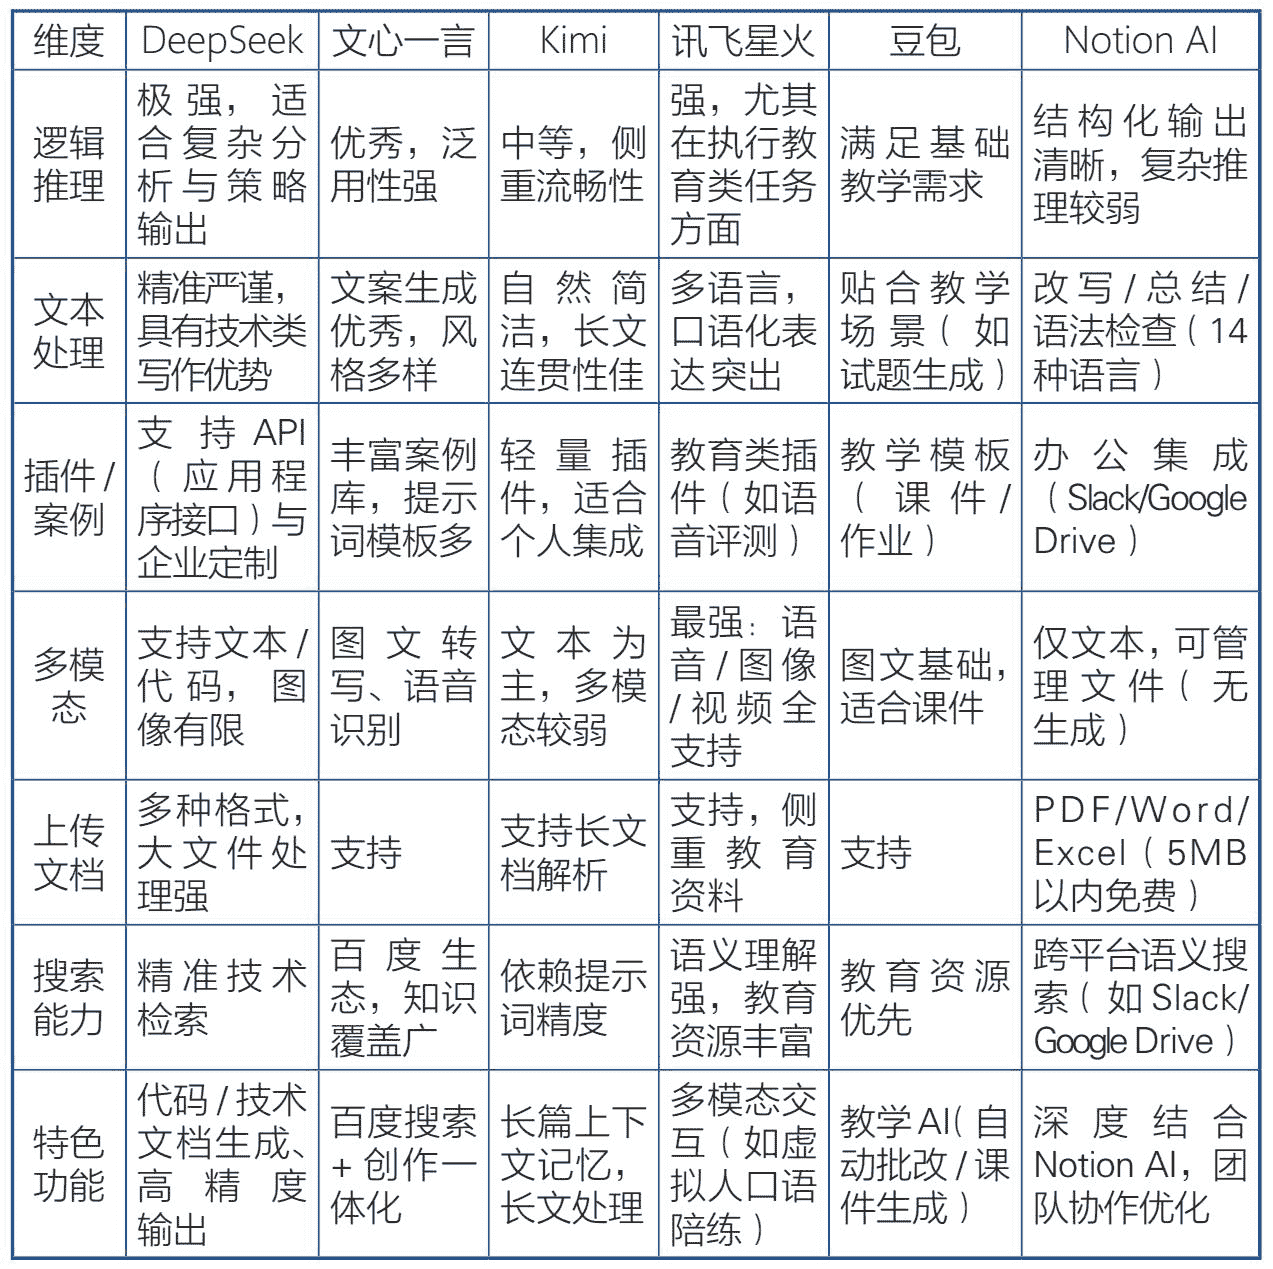 维度 DeepSeek 文心一言 Kimi 讯飞星火 豆包 Notion AI
逻辑
推理
极强，适
合复杂分
析与策略
输出
优秀，泛
用性强
中等，侧
重流畅性
强，尤其
在执行教
育类任务
方面
满足基础
教学需求
结构化输出
清晰，复杂推
理较弱
文本
处理
精准严谨，
具有技术类
写作优势
文案生成
优秀，风
格多样
自然简
洁，长文
连贯性佳
多语言，
口语化表
达突出
贴合教学
场景（如
试题生成）
改写/总结/
语法检查（14
种语言）
插件/
案例
支持API
（应用程
序接口）与
企业定制
丰富案例
库，提示
词模板多
轻量插
件，适合
个人集成
教育类插
件（如语
音评测）
教学模板
（课件/
作业）
办公集成
（Slack/Google
Drive）
多模
态
支持文本/
代码，图
像有限
图文转
写、语音
识别
文本为
主，多模
态较弱
最强：语
音/图像
/视频全
支持
图文基础，
适合课件
仅文本，可管
理文件（无
生成）
上传
文档
多种格式，
大文件处
理强
支持
支持长文
档解析
支持，侧
重教育
资料
支持
PDF/Word/
Excel（5MB
以内免费）
搜索
能力
精准技术
检索
百度生
态，知识
覆盖广
依赖提示
词精度
语义理解
强，教育
资源丰富
教育资源
优先
跨平台语义搜
索（如Slack/
Google Drive）
特色
功能
代码/技术
文档生成、
高精度
输出
百度搜索
+创作一
体化
长篇上下
文记忆，
长文处理
多模态交
互（如虚
拟人口语
陪练）
教学AI（自
动批改/课
件生成）
深度结合
Notion AI，团
队协作优化